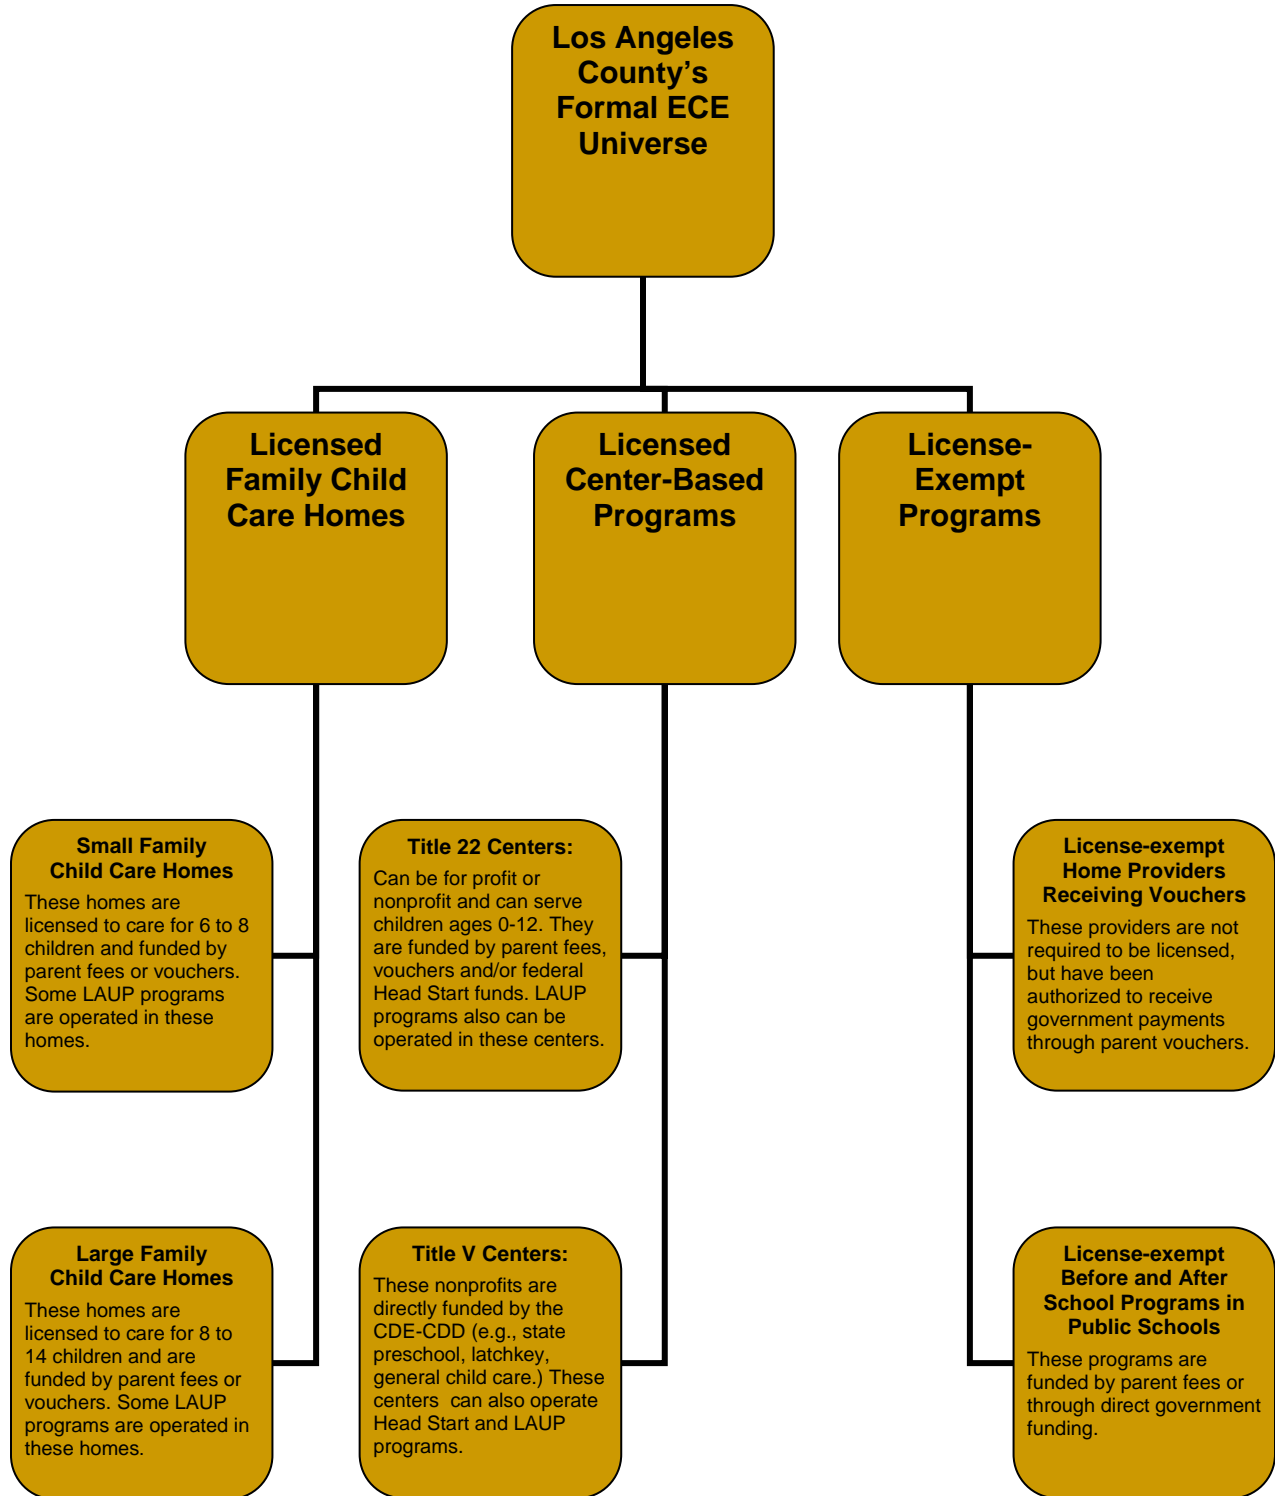 Los Angeles
County’s
Formal ECE
Universe
Licensed
Family Child
Care Homes
Licensed
Center-Based
Programs
License-
Exempt
Programs
Small Family
Child Care Homes
These homes are
licensed to care for 6 to 8
children and funded by
parent fees or vouchers.
Some LAUP programs
are operated in these
homes.
Title 22 Centers:
Can be for profit or
nonprofit and can serve
children ages 0-12. They
are funded by parent fees,
vouchers and/or federal
Head Start funds. LAUP
programs also can be
operated in these centers.
License-exempt
Home Providers
Receiving Vouchers
These providers are not
required to be licensed,
but have been
authorized to receive
government payments
through parent vouchers.
Large Family
Child Care Homes
These homes are
licensed to care for 8 to
14 children and are
funded by parent fees or
vouchers. Some LAUP
programs are operated in
these homes.
Title V Centers:
These nonprofits are
directly funded by the
CDE-CDD (e.g., state
preschool, latchkey,
general child care.) These
centers  can also operate
Head Start and LAUP
programs.
License-exempt
Before and After
School Programs in
Public Schools
These programs are
funded by parent fees or
through direct government
funding.